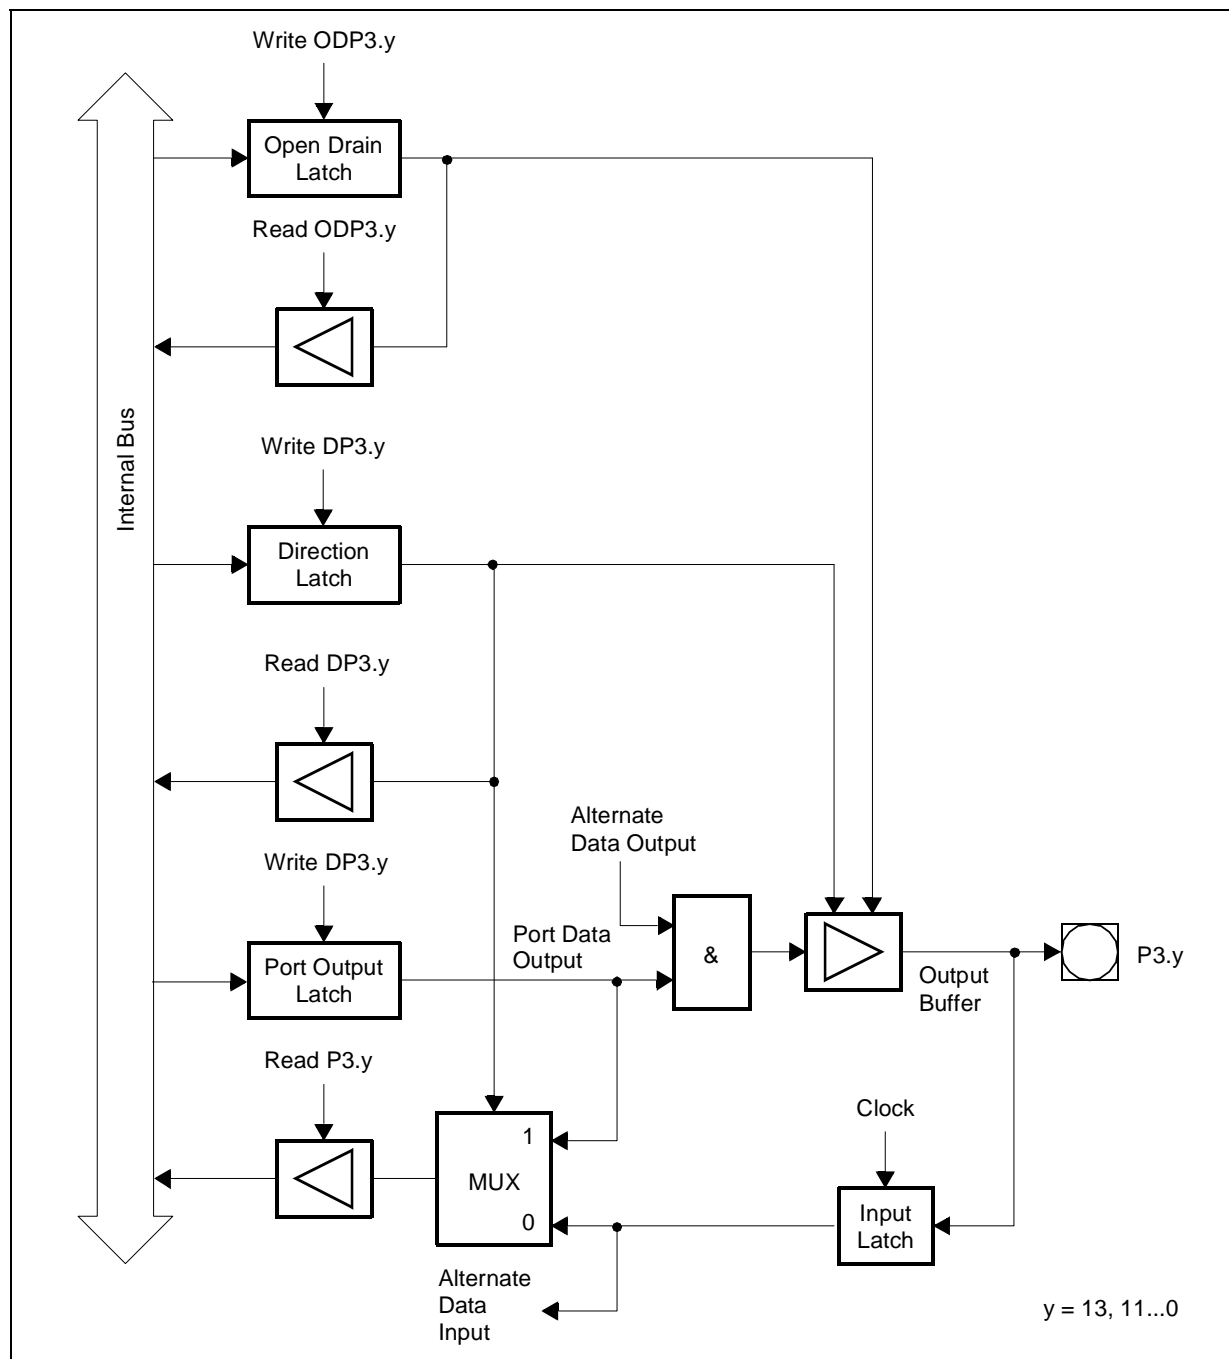 Write ODP3.y
Open Drain
Latch
Read ODP3.y
Internal Bus
Write DP3.y
Direction
Latch
Read DP3.y
Alternate
Data Output
Write DP3.y
Port Data
Output
&
Port Output
Latch
P3.y
Output
Buffer
Read P3.y
Clock
1
MUX
0
Input
Latch
Alternate
Data
Input
y = 13, 11...0